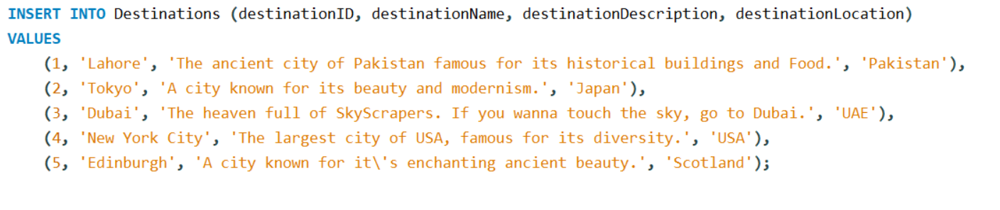 INSERT INTO Destinations (destinationID, destinationName, destinationDescription, destinationLocation)
VALUES
(1, 'Lahore', 'The ancient city of Pakistan famous for its historical buildings and Food.', 'Pakistan'),
(2, 'Tokyo', 'A city known for its beauty and modernism.', 'Japan'),
(3, 'Dubai', 'The heaven full of SkyScrapers. If you wanna touch the sky, go to Dubai.', 'UAE'),
(4, 'New York City', 'The largest city of USA, famous for its diversity.', 'USA'),
(5, 'Edinburgh', 'A city known for it\'s enchanting ancient beauty.', 'Scotland');